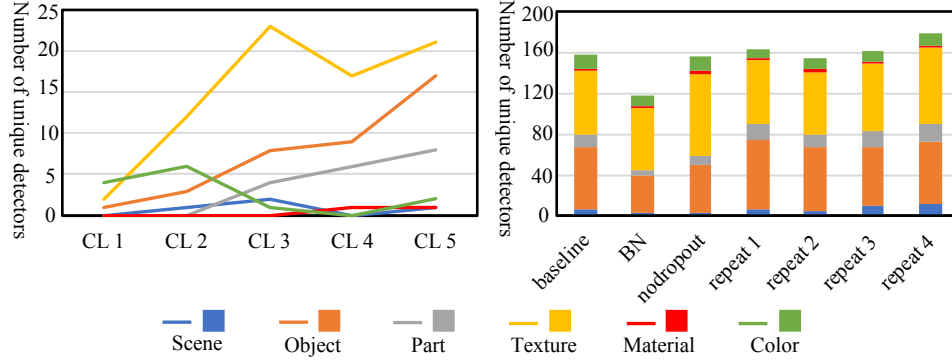 Number of unique detectors
25
20
15
10
5
0
CL 1 CL 2 CL 3 CL 4 CL 5
Number of unique detectors
200
160
120
80
40
0
baseline BN nodropout repeat 1 repeat 2 repeat 3 repeat 4
Scene Object Part Texture Material Color